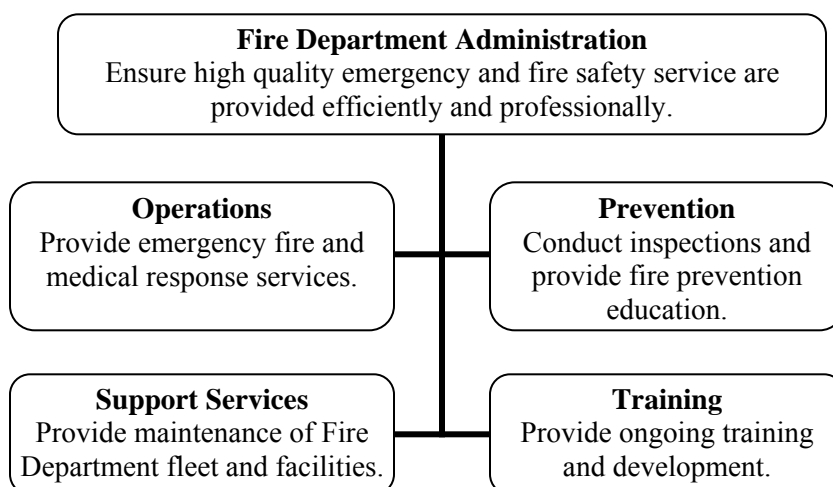 Fire Department Administration
Ensure high quality emergency and fire safety service are
provided efficiently and professionally.
Operations
Provide emergency fire and
medical response services.
Prevention
Conduct inspections and
provide fire prevention
education.
Support Services
Provide maintenance of Fire
Department fleet and facilities.
Training
Provide ongoing training
and development.